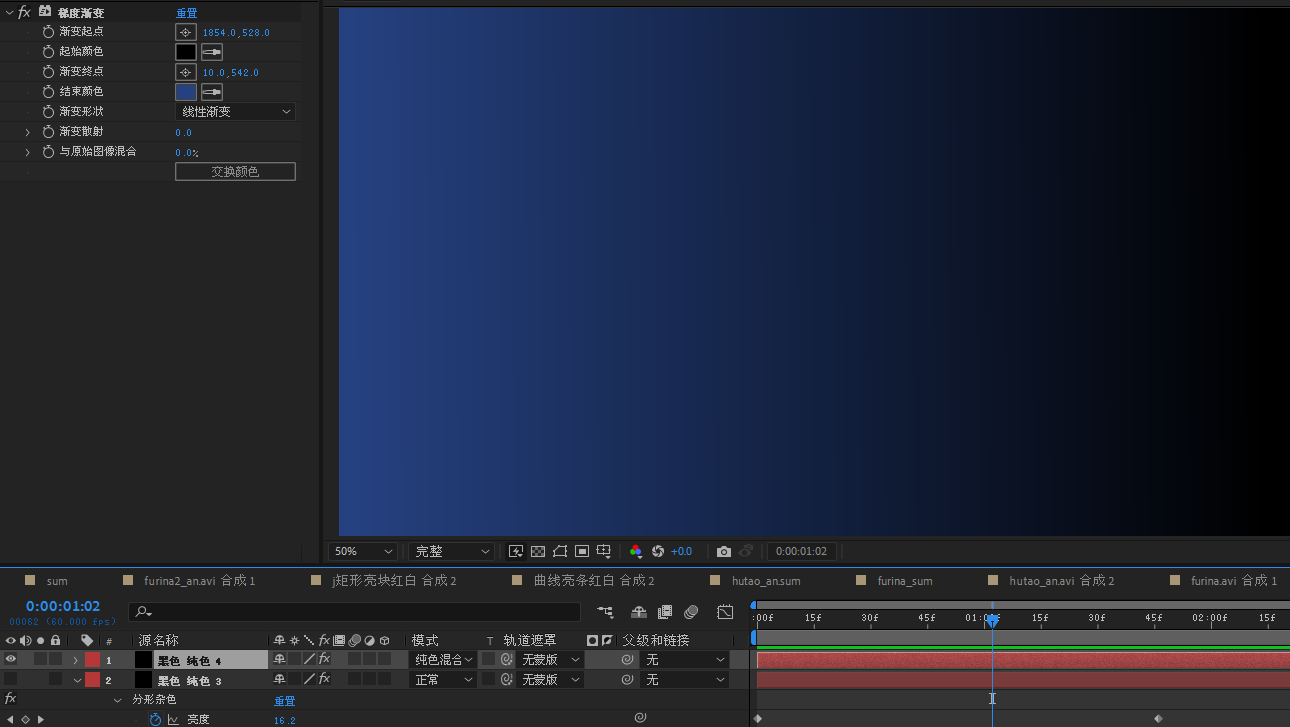 fx 梯度渐变 重置
渐变起点 1854.0,528.0
起始颜色
渐变终点 10.0,542.0
结束颜色
渐变形状 线性渐变
渐变散射 0.0
与原始图像混合 0.0%
交换颜色
50% 完整 +0.0 0:00:01:02
sum furina2_an.avi 合成 1 j矩形亮块红白 合成 2 曲线亮条红白 合成 2 hutao_an.sum furina_sum hutao_an.avi 合成 2 furina.avi 合成 1
0:00:01:02
00062 (60.000 fps)
:00f 15f 30f 45f 01:00f 15f 30f 45f 02:00f 15f
# 源名称 fx 模式 T 轨道遮罩 父级和链接
1 黑色 纯色 4 fx 纯色混合 无蒙版 无
2 黑色 纯色 3 fx 正常 无蒙版 无
fx 分形杂色 重置
亮度 16.2